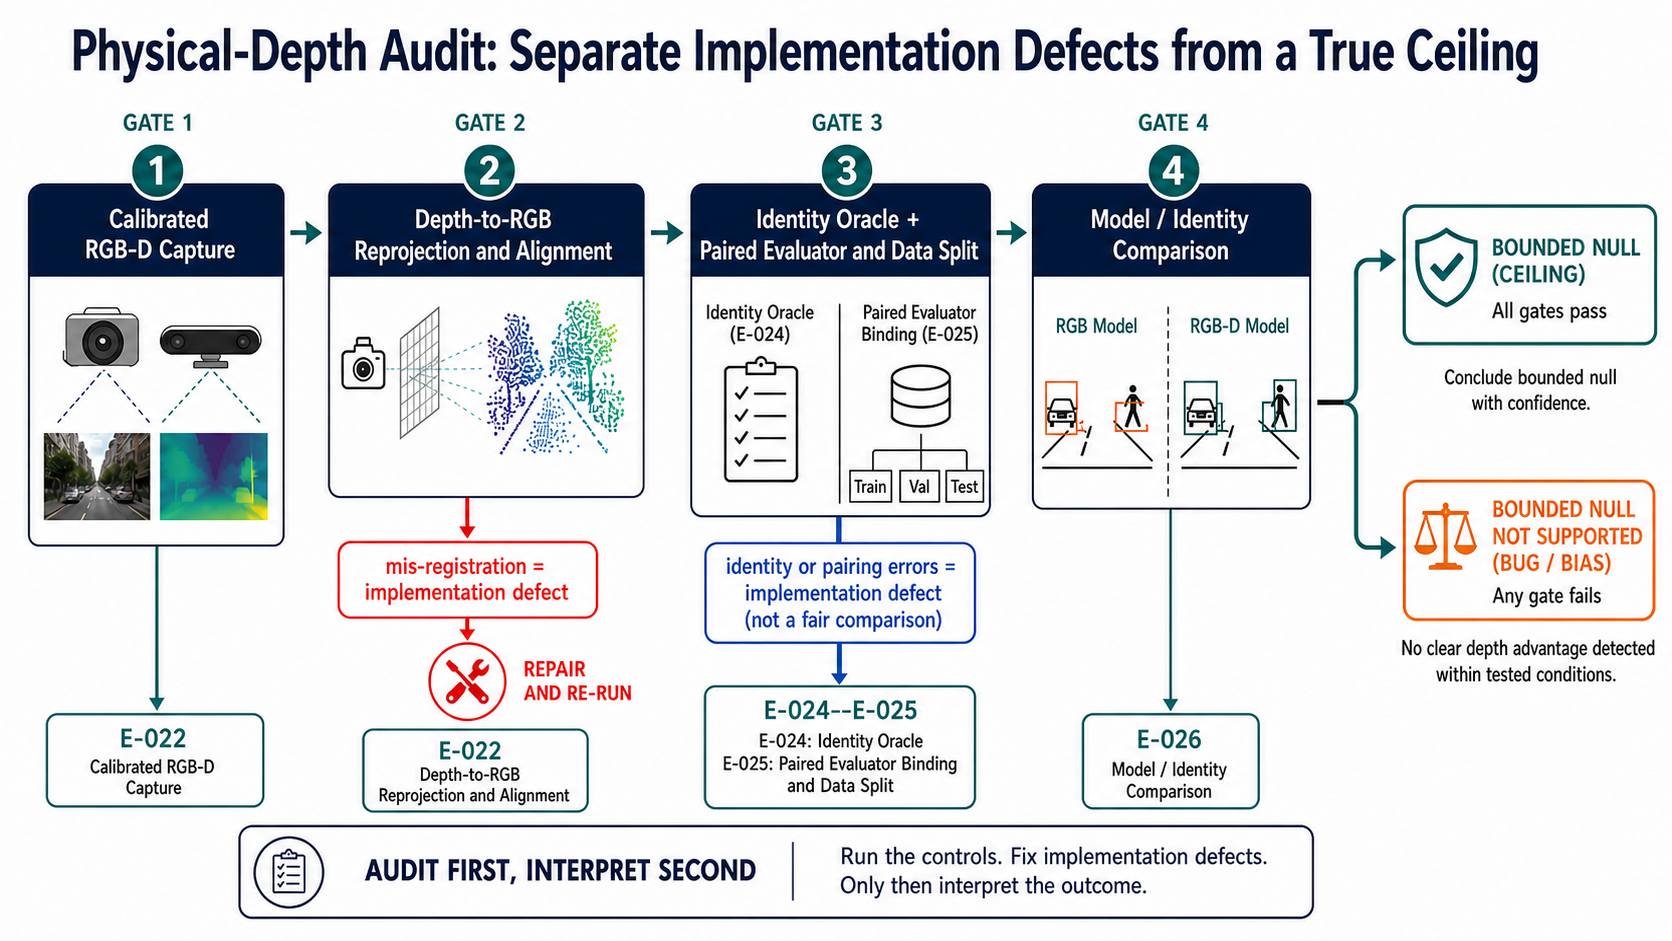 Physical-Depth Audit: Separate Implementation Defects from a True Ceiling
GATE 1
1
Calibrated
RGB-D Capture
E-022
Calibrated RGB-D
Capture
GATE 2
2
Depth-to-RGB
Reprojection and Alignment
mis-registration =
implementation defect
REPAIR
AND RE-RUN
E-022
Depth-to-RGB
Reprojection and Alignment
GATE 3
3
Identity Oracle +
Paired Evaluator and Data Split
Identity Oracle
(E-024)
Paired Evaluator
Binding (E-025)
Train
Val
Test
identity or pairing errors =
implementation defect
(not a fair comparison)
E-024--E-025
E-024: Identity Oracle
E-025: Paired Evaluator Binding
and Data Split
GATE 4
4
Model / Identity
Comparison
RGB Model
RGB-D Model
E-026
Model / Identity
Comparison
BOUNDED NULL
(CEILING)
All gates pass
Conclude bounded null
with confidence.
BOUNDED NULL
NOT SUPPORTED
(BUG / BIAS)
Any gate fails
No clear depth advantage detected
within tested conditions.
AUDIT FIRST, INTERPRET SECOND
Run the controls. Fix implementation defects.
Only then interpret the outcome.